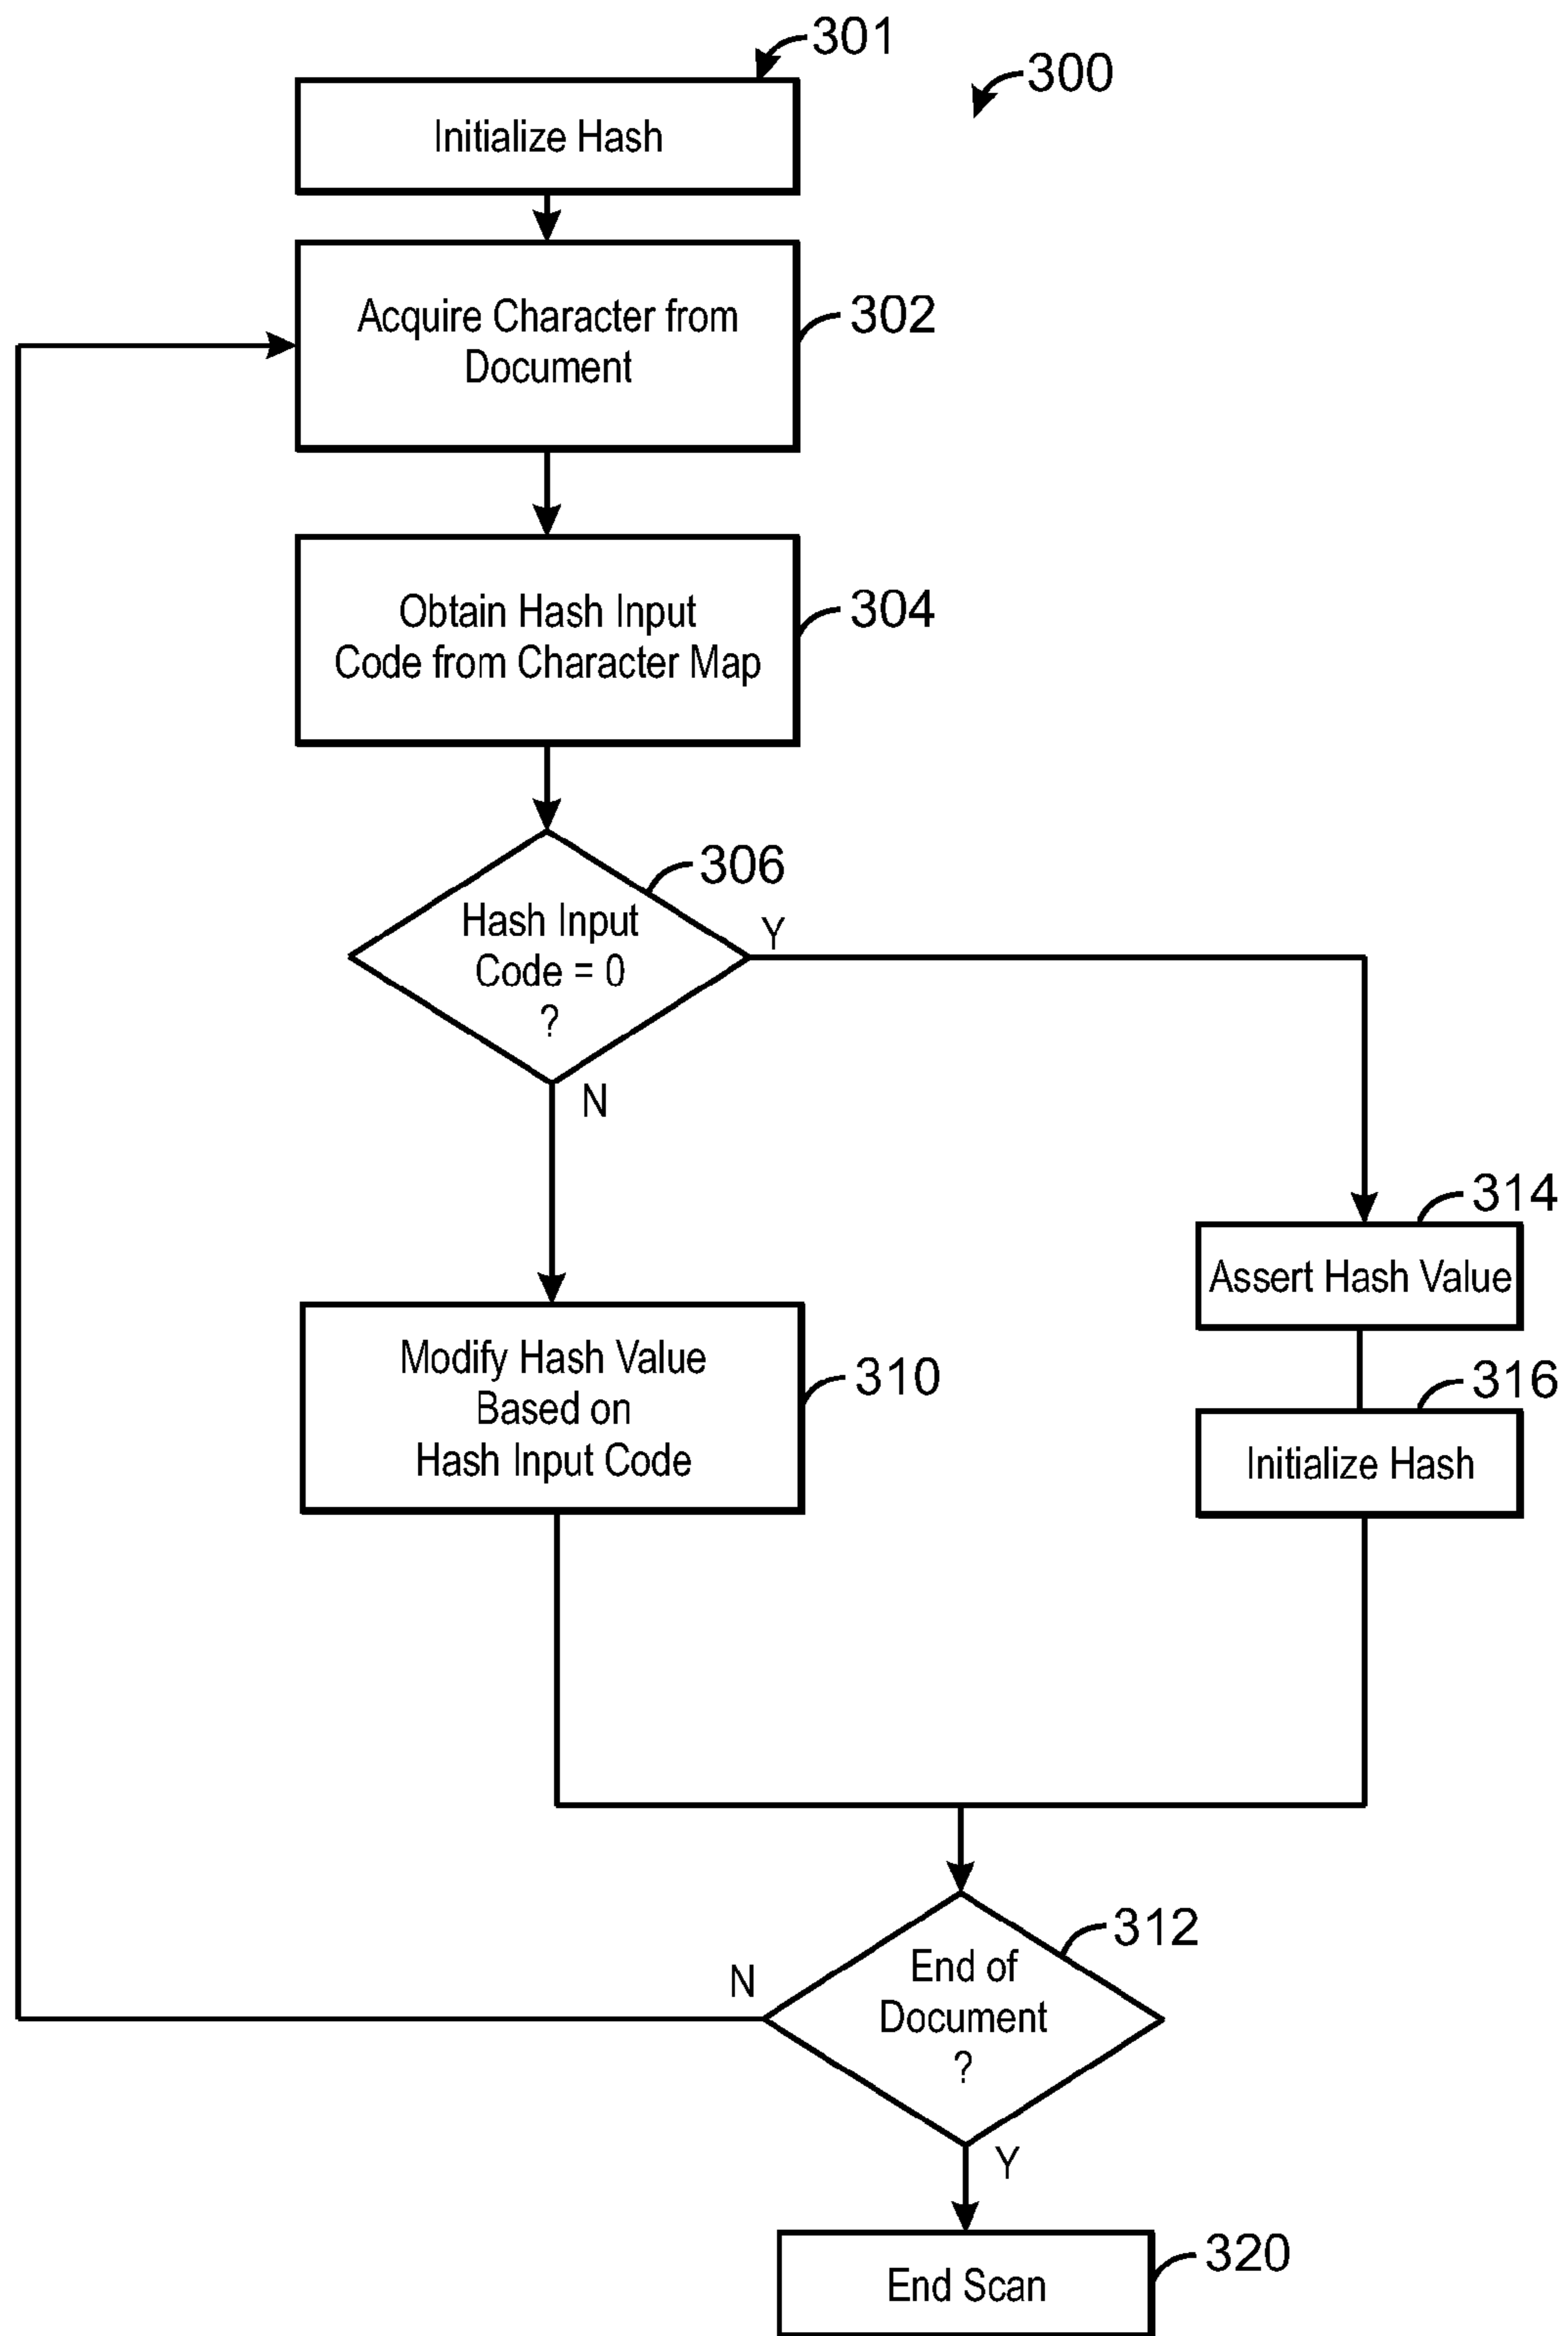 301
300
Initialize Hash
Acquire Character from
Document
302
Obtain Hash Input
Code from Character Map
304
306
Hash Input
Code = 0
?
Y
N
314
Assert Hash Value
Modify Hash Value
Based on
Hash Input Code
310
316
Initialize Hash
312
End of
Document
?
N
Y
320
End Scan